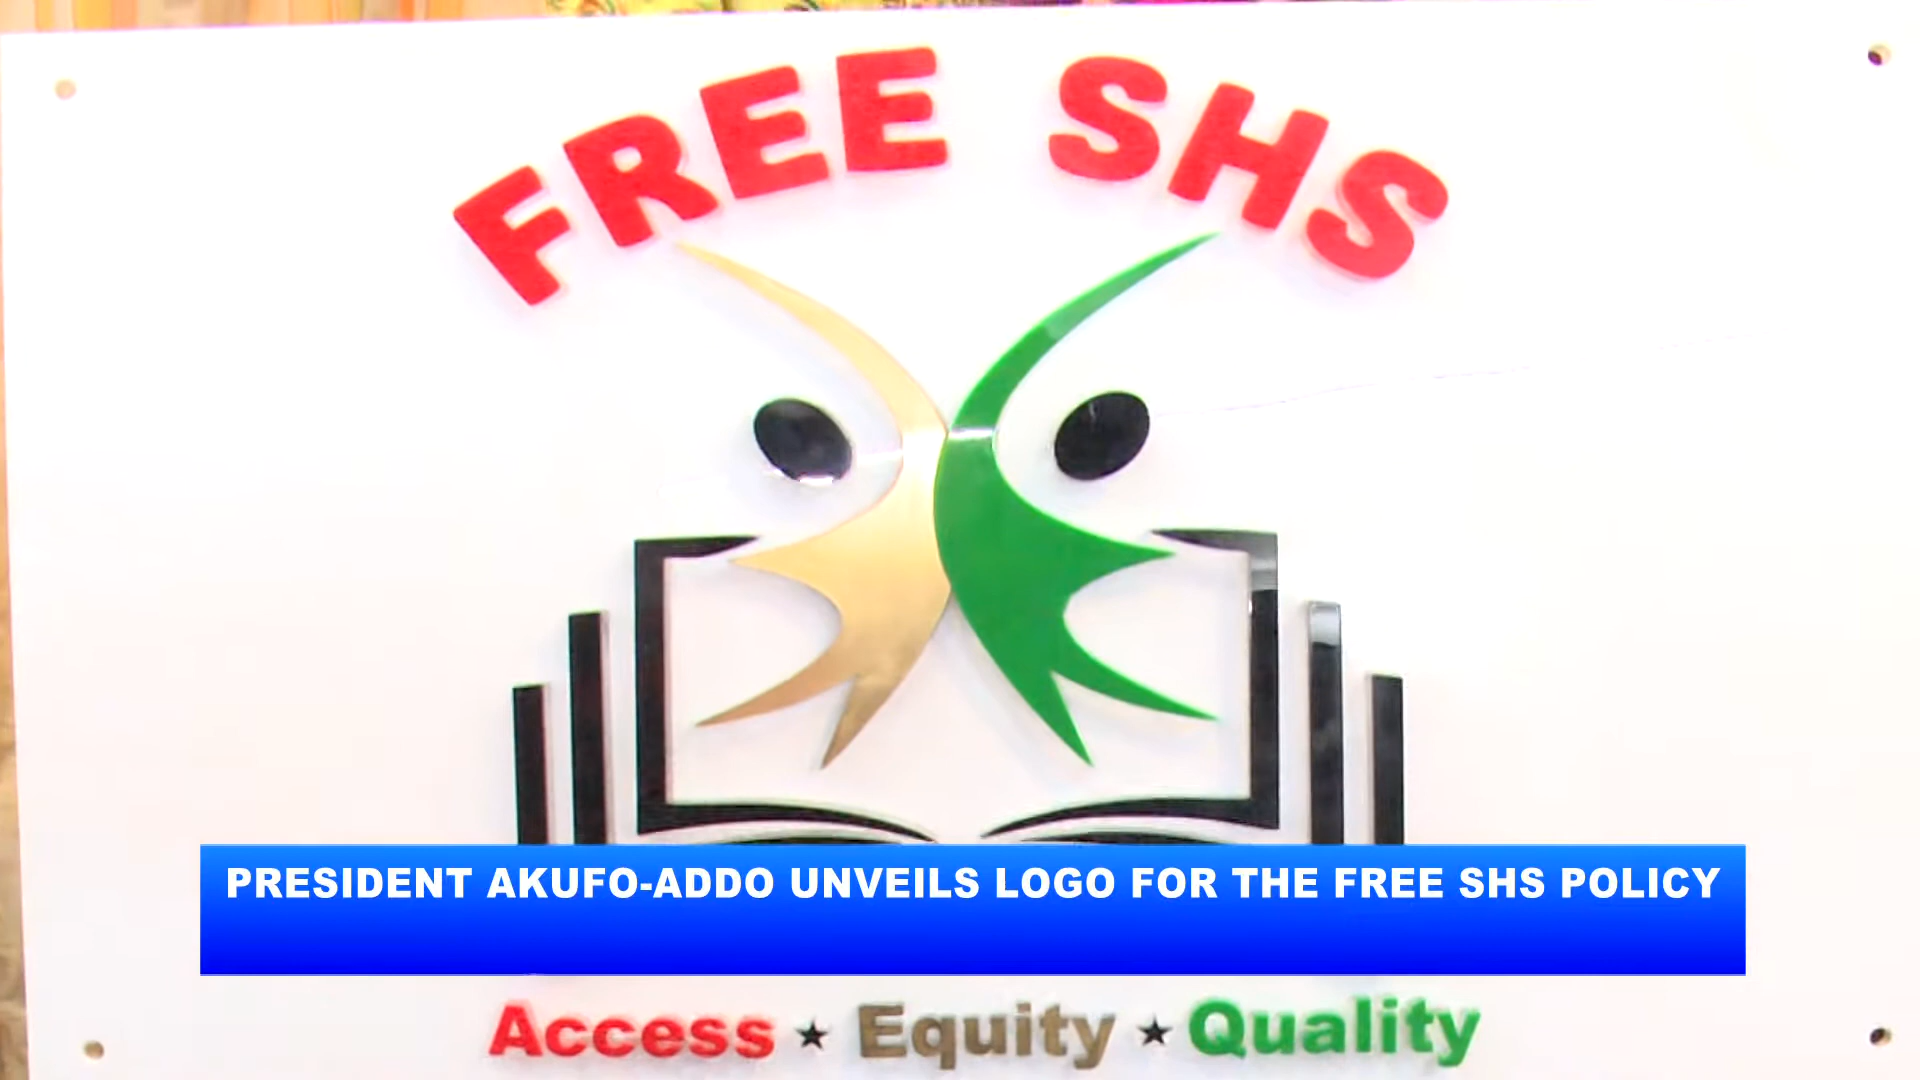 FREE SHS
PRESIDENT AKUFO-ADDO UNVEILS LOGO FOR THE FREE SHS POLICY
Access ★ Equity ★ Quality